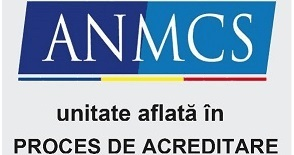 ANMCS
unitate aflată în
PROCES DE ACREDITARE